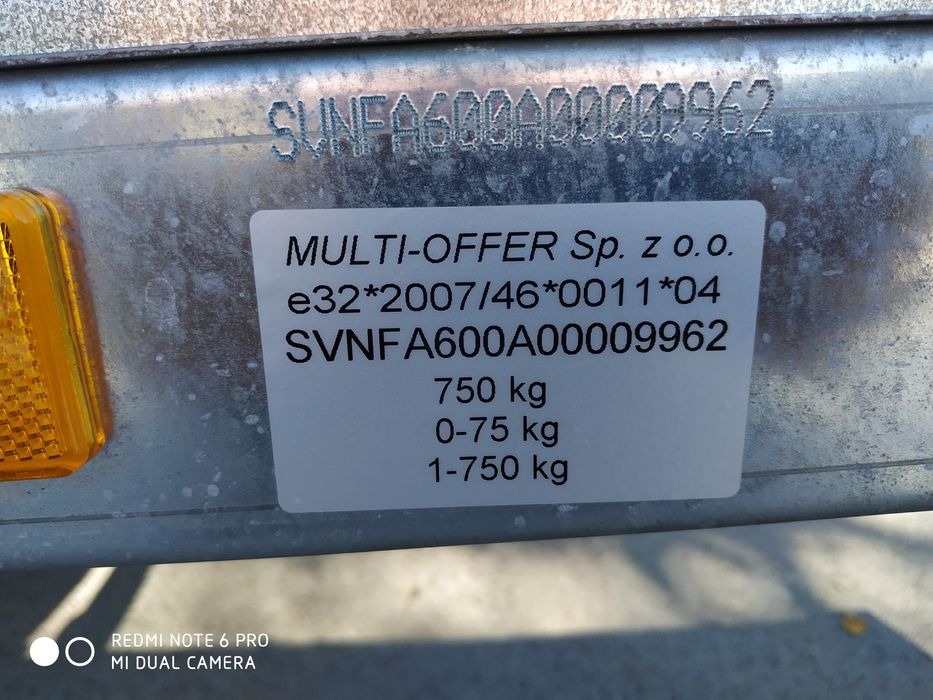 SVNFA600A00009962
MULTI-OFFER Sp. z o.o.
e32*2007/46*0011*04
SVNFA600A00009962
750 kg
0-75 kg
1-750 kg
REDMI NOTE 6 PRO
MI DUAL CAMERA